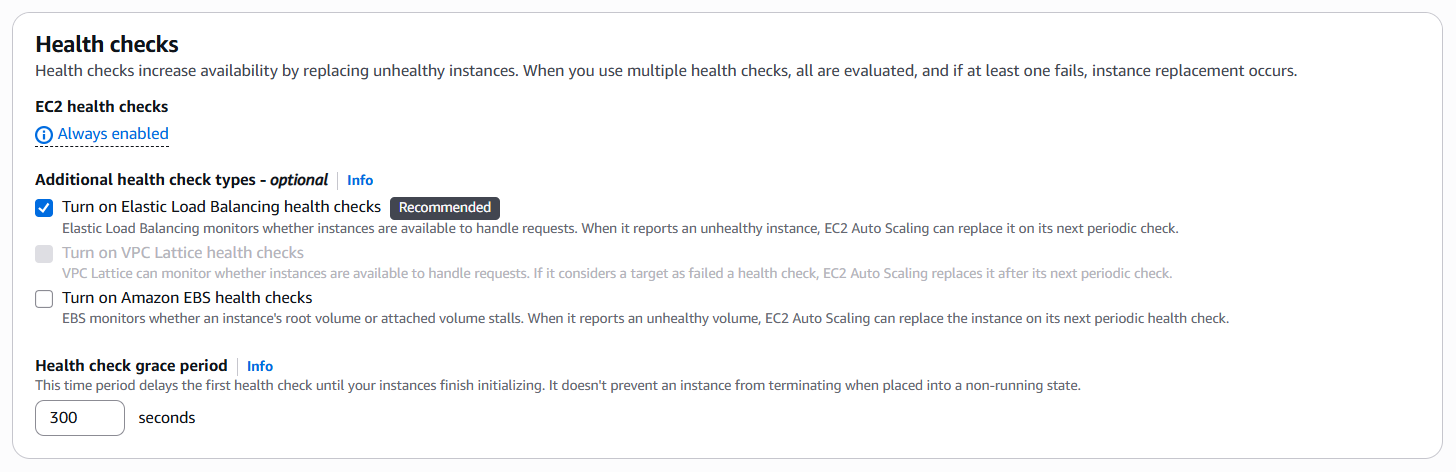 Health checks
Health checks increase availability by replacing unhealthy instances. When you use multiple health checks, all are evaluated, and if at least one fails, instance replacement occurs.
EC2 health checks
Always enabled
Additional health check types - optional Info
Turn on Elastic Load Balancing health checks Recommended
Elastic Load Balancing monitors whether instances are available to handle requests. When it reports an unhealthy instance, EC2 Auto Scaling can replace it on its next periodic check.
Turn on VPC Lattice health checks
VPC Lattice can monitor whether instances are available to handle requests. If it considers a target as failed a health check, EC2 Auto Scaling replaces it after its next periodic check.
Turn on Amazon EBS health checks
EBS monitors whether an instance's root volume or attached volume stalls. When it reports an unhealthy volume, EC2 Auto Scaling can replace the instance on its next periodic health check.
Health check grace period Info
This time period delays the first health check until your instances finish initializing. It doesn't prevent an instance from terminating when placed into a non-running state.
300 seconds